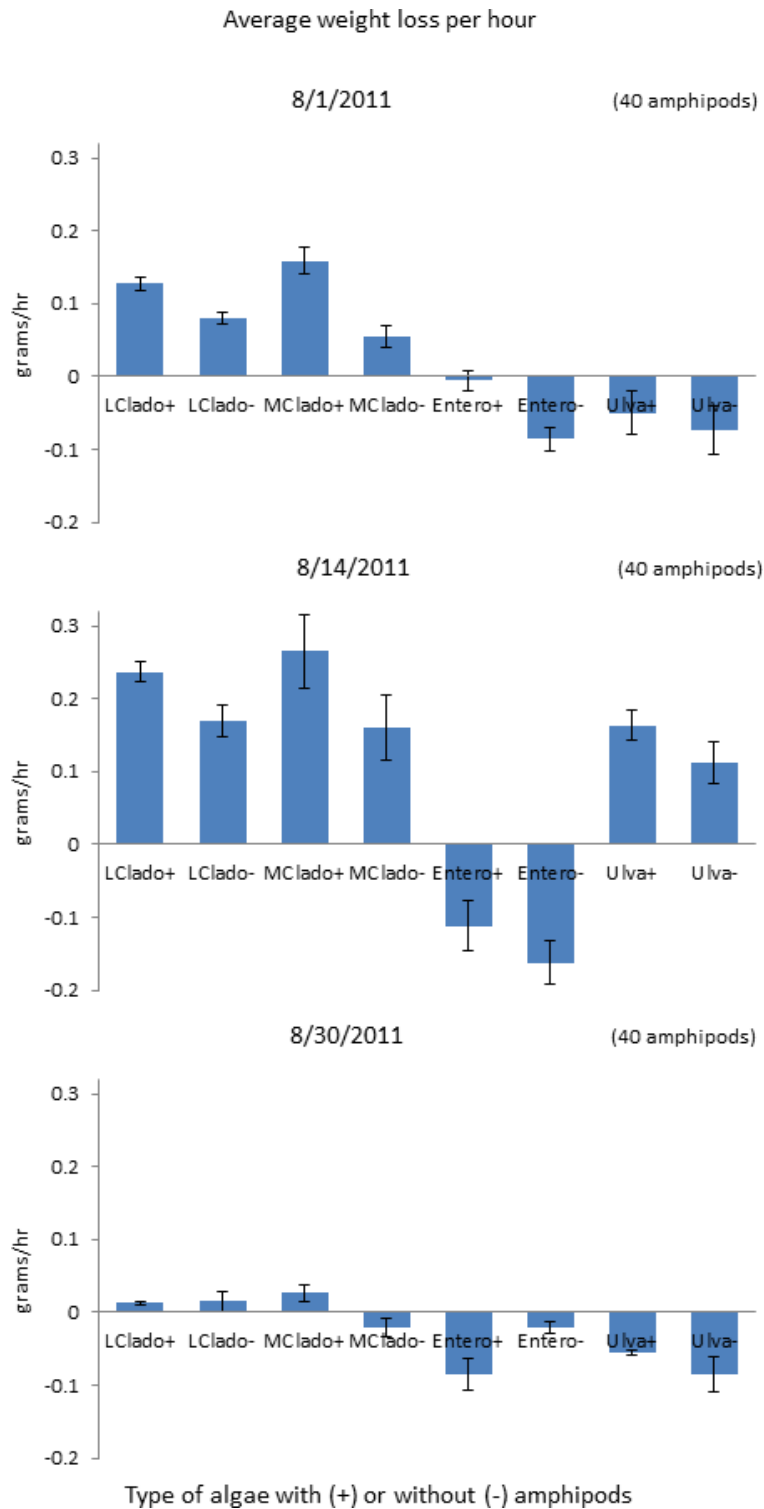 Average weight loss per hour
8/1/2011 (40 amphipods)
0.3
0.2
0.1
0
-0.1
-0.2
grams/hr
LClado+ LClado- MClado+ MClado- Entero+ Entero- Ulva+ Ulva-
8/14/2011 (40 amphipods)
0.3
0.2
0.1
0
-0.1
-0.2
grams/hr
LClado+ LClado- MClado+ MClado- Entero+ Entero- Ulva+ Ulva-
8/30/2011 (40 amphipods)
0.3
0.2
0.1
0
-0.1
-0.2
grams/hr
LClado+ LClado- MClado+ MClado- Entero+ Entero- Ulva+ Ulva-
Type of algae with (+) or without (-) amphipods